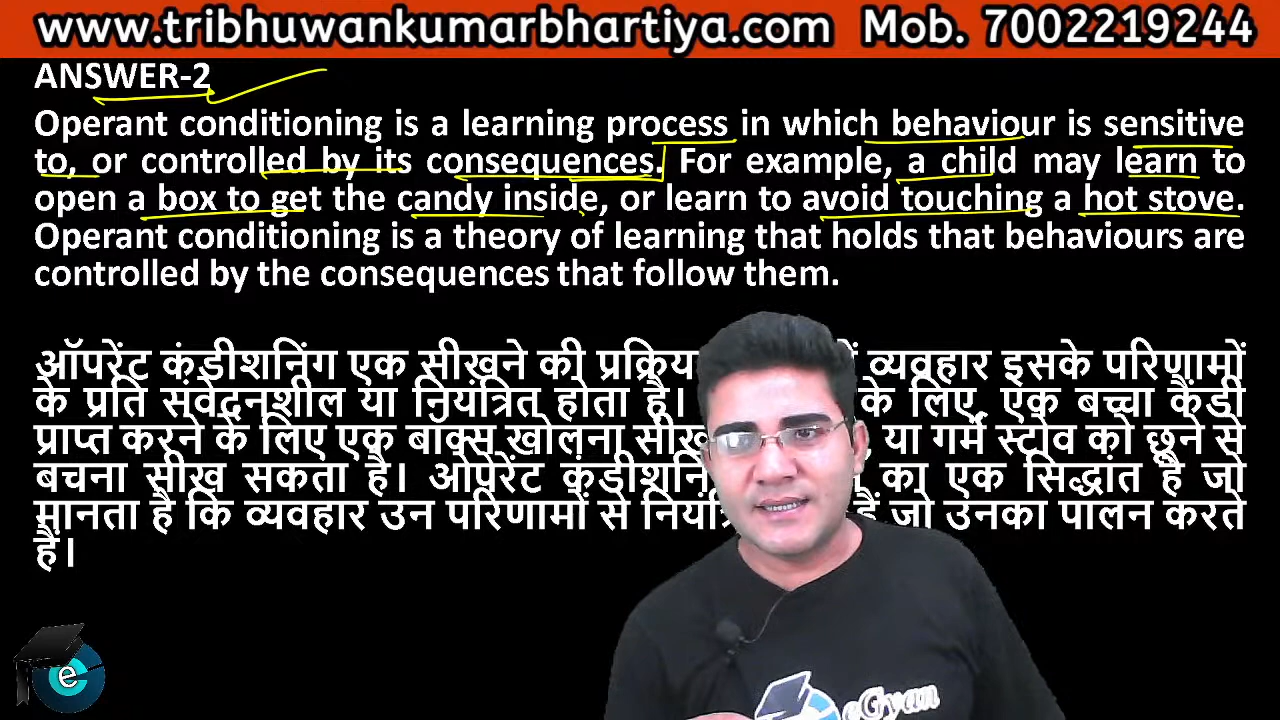 www.tribhuwankumarbhartiya.com Mob. 7002219244
ANSWER-2
Operant conditioning is a learning process in which behaviour is sensitive
to, or controlled by its consequences. For example, a child may learn to
open a box to get the candy inside, or learn to avoid touching a hot stove.
Operant conditioning is a theory of learning that holds that behaviours are
controlled by the consequences that follow them.
ऑपरेंट कंडीशनिंग एक सीखने की व्यवहार इसके परिणामों
के प्रति संवेदनशील या नियंत्रित होता है। के लिए, एक बच्चा कैंडी
प्राप्त करने के लिए एक बॉक्स खोलना या गर्म स्टोव को छूने से
बचना सीख सकता है। ओपेरेंट का एक सिद्धांत है जो
मानता है कि व्यवहार उन परिणामों से हैं जो उनका पालन करते
हैं।
e
eGyan